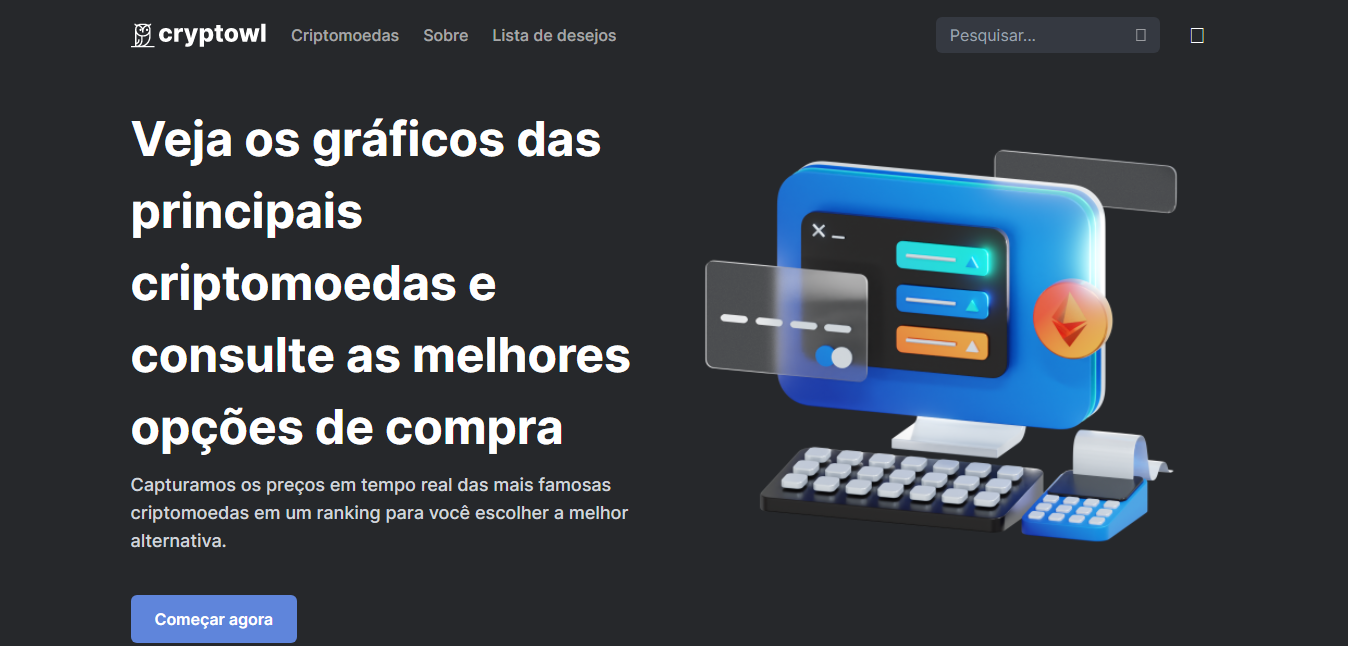 cryptowl
Criptomoedas
Sobre
Lista de desejos
Pesquisar...
Veja os gráficos das
principais
criptomoedas e
consulte as melhores
opções de compra
Capturamos os preços em tempo real das mais famosas
criptomoedas em um ranking para você escolher a melhor
alternativa.
Começar agora